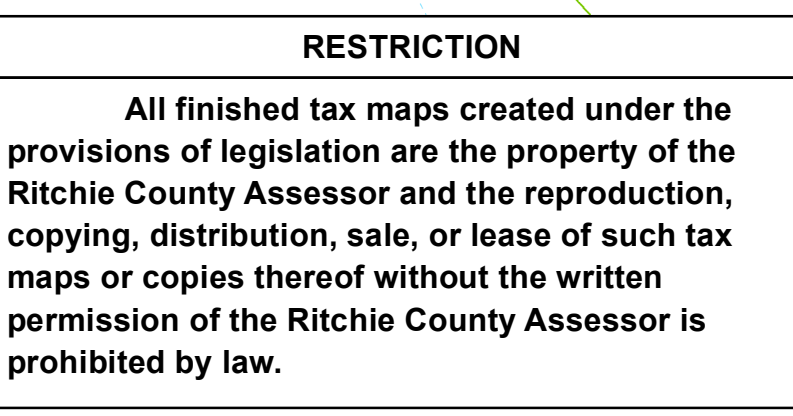 RESTRICTION
All finished tax maps created under the
provisions of legislation are the property of the
Ritchie County Assessor and the reproduction,
copying, distribution, sale, or lease of such tax
maps or copies thereof without the written
permission of the Ritchie County Assessor is
prohibited by law.